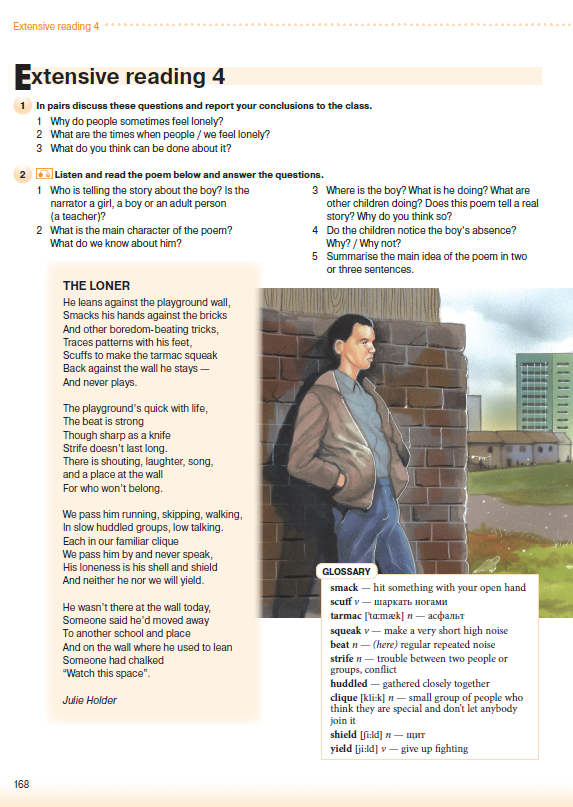 Extensive reading 4
Extensive reading 4
1 In pairs discuss these questions and report your conclusions to the class.
1 Why do people sometimes feel lonely?
2 What are the times when people / we feel lonely?
3 What do you think can be done about it?
2 Listen and read the poem below and answer the questions.
1 Who is telling the story about the boy? Is the
narrator a girl, a boy or an adult person
(a teacher)?
2 What is the main character of the poem?
What do we know about him?
3 Where is the boy? What is he doing? What are
other children doing? Does this poem tell a real
story? Why do you think so?
4 Do the children notice the boy's absence?
Why? / Why not?
5 Summarise the main idea of the poem in two
or three sentences.
THE LONER
He leans against the playground wall,
Smacks his hands against the bricks
And other boredom-beating tricks,
Traces patterns with his feet,
Scuffs to make the tarmac squeak
Back against the wall he stays —
And never plays.
The playground's quick with life,
The beat is strong
Though sharp as a knife
Strife doesn't last long.
There is shouting, laughter, song,
and a place at the wall
For who won't belong.
We pass him running, skipping, walking,
In slow huddled groups, low talking.
Each in our familiar clique
We pass him by and never speak,
His loneness is his shell and shield
And neither he nor we will yield.
He wasn't there at the wall today,
Someone said he'd moved away
To another school and place
And on the wall where he used to lean
Someone had chalked
“Watch this space”.
Julie Holder
GLOSSARY
smack — hit something with your open hand
scuff v — шаркать ногами
tarmac ['tɑ:mæk] n — асфальт
squeak v — make a very short high noise
beat n — (here) regular repeated noise
strife n — trouble between two people or
groups, conflict
huddled — gathered closely together
clique [kli:k] n — small group of people who
think they are special and don't let anybody
join it
shield [ʃi:ld] n — щит
yield [ji:ld] v — give up fighting
168